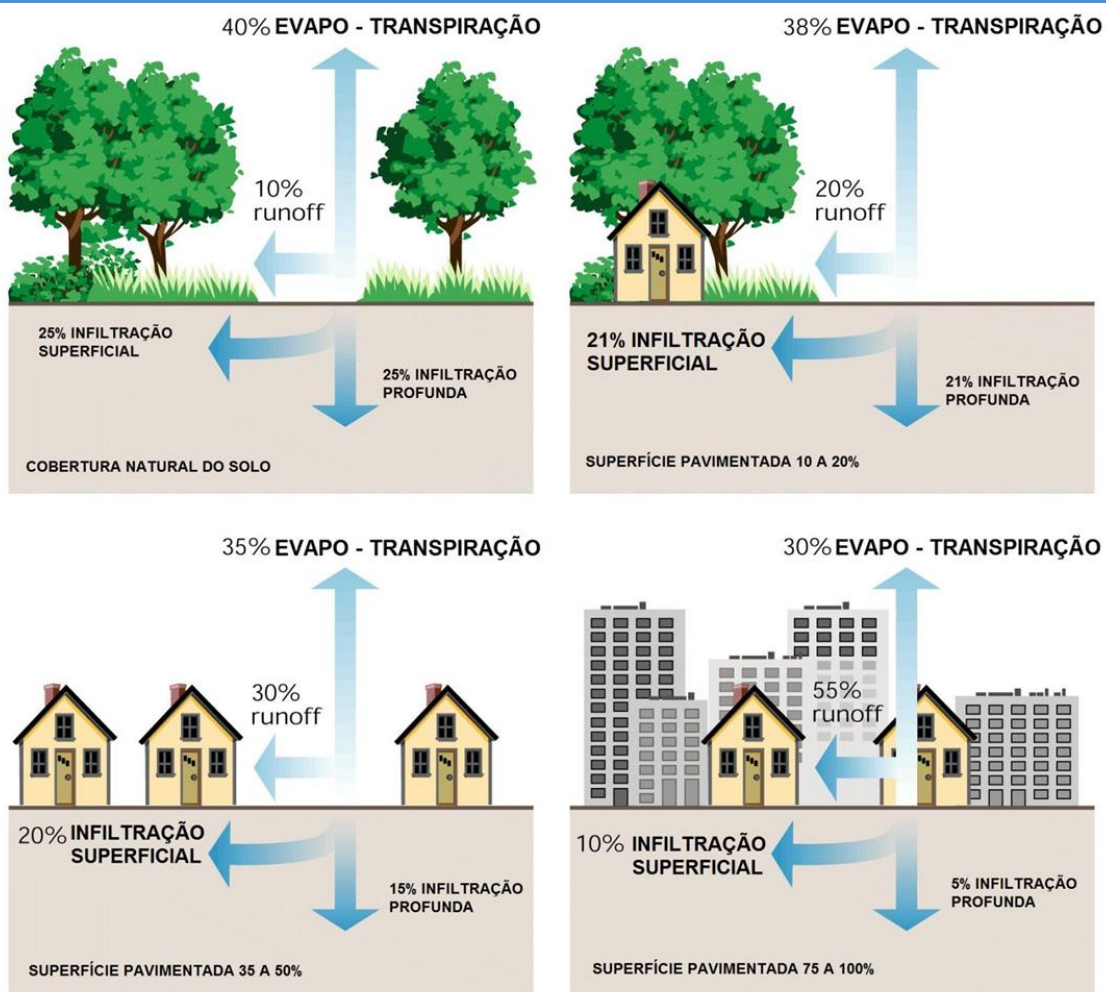 40% EVAPO - TRANSPIRAÇÃO
10%
runoff
25% INFILTRAÇÃO
SUPERFICIAL
25% INFILTRAÇÃO
PROFUNDA
COBERTURA NATURAL DO SOLO
38% EVAPO - TRANSPIRAÇÃO
20%
runoff
21% INFILTRAÇÃO
SUPERFICIAL
21% INFILTRAÇÃO
PROFUNDA
SUPERFÍCIE PAVIMENTADA 10 A 20%
35% EVAPO - TRANSPIRAÇÃO
30%
runoff
20% INFILTRAÇÃO
SUPERFICIAL
15% INFILTRAÇÃO
PROFUNDA
SUPERFÍCIE PAVIMENTADA 35 A 50%
30% EVAPO - TRANSPIRAÇÃO
55%
runoff
10% INFILTRAÇÃO
SUPERFICIAL
5% INFILTRAÇÃO
PROFUNDA
SUPERFÍCIE PAVIMENTADA 75 A 100%